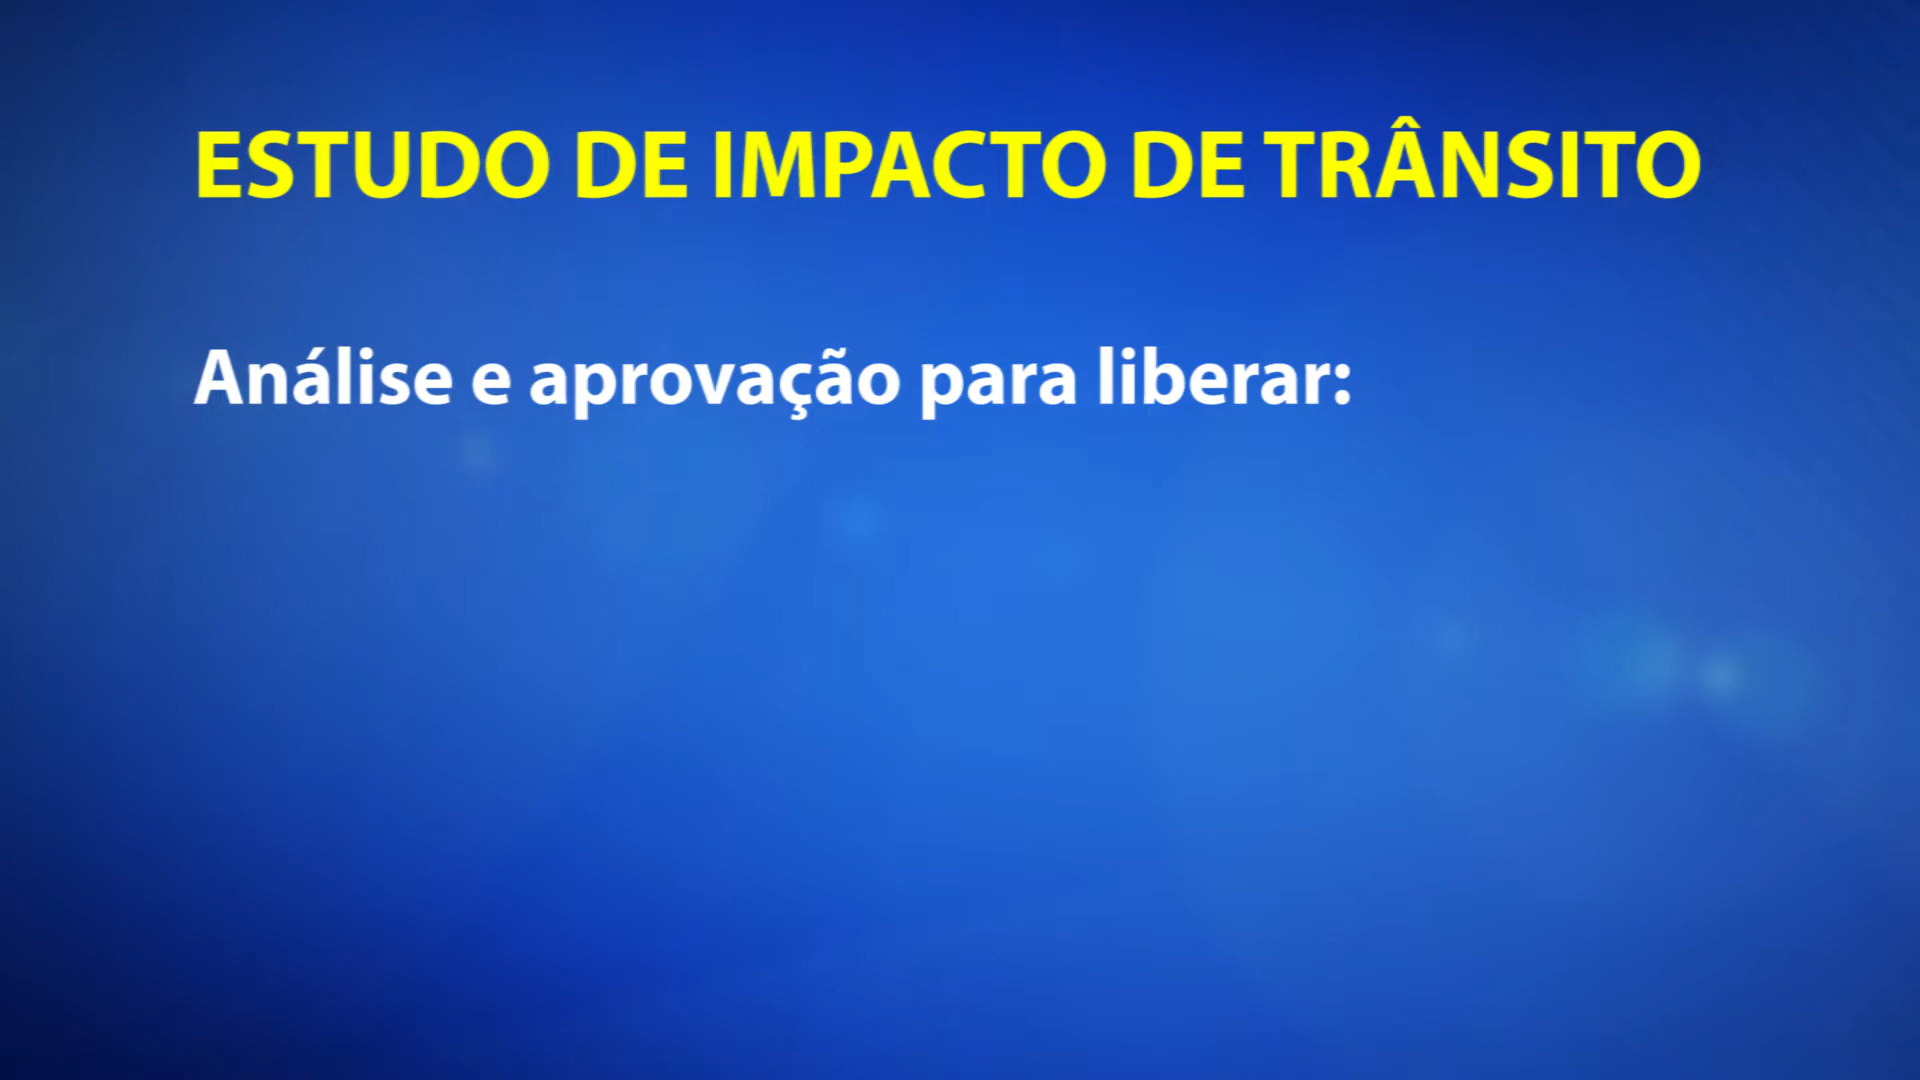 ESTUDO DE IMPACTO DE TRÂNSITO
Análise e aprovação para liberar: